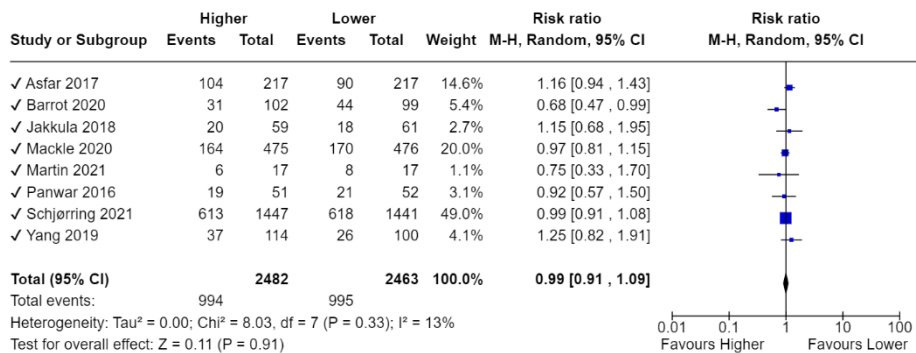 Higher Lower Risk ratio Risk ratio
Study or Subgroup Events Total Events Total Weight M-H, Random, 95% CI M-H, Random, 95% CI
✓ Asfar 2017 104 217 90 217 14.6% 1.16 [0.94 , 1.43]
✓ Barrot 2020 31 102 44 99 5.4% 0.68 [0.47 , 0.99]
✓ Jakkula 2018 20 59 18 61 2.7% 1.15 [0.68 , 1.95]
✓ Mackle 2020 164 475 170 476 20.0% 0.97 [0.81 , 1.15]
✓ Martin 2021 6 17 8 17 1.1% 0.75 [0.33 , 1.70]
✓ Panwar 2016 19 51 21 52 3.1% 0.92 [0.57 , 1.50]
✓ Schjørring 2021 613 1447 618 1441 49.0% 0.99 [0.91 , 1.08]
✓ Yang 2019 37 114 26 100 4.1% 1.25 [0.82 , 1.91]
Total (95% CI) 2482 2463 100.0% 0.99 [0.91 , 1.09]
Total events: 994 995
Heterogeneity: Tau² = 0.00; Chi² = 8.03, df = 7 (P = 0.33); I² = 13%
Test for overall effect: Z = 0.11 (P = 0.91)
0.01 0.1 1 10 100
Favours Higher Favours Lower